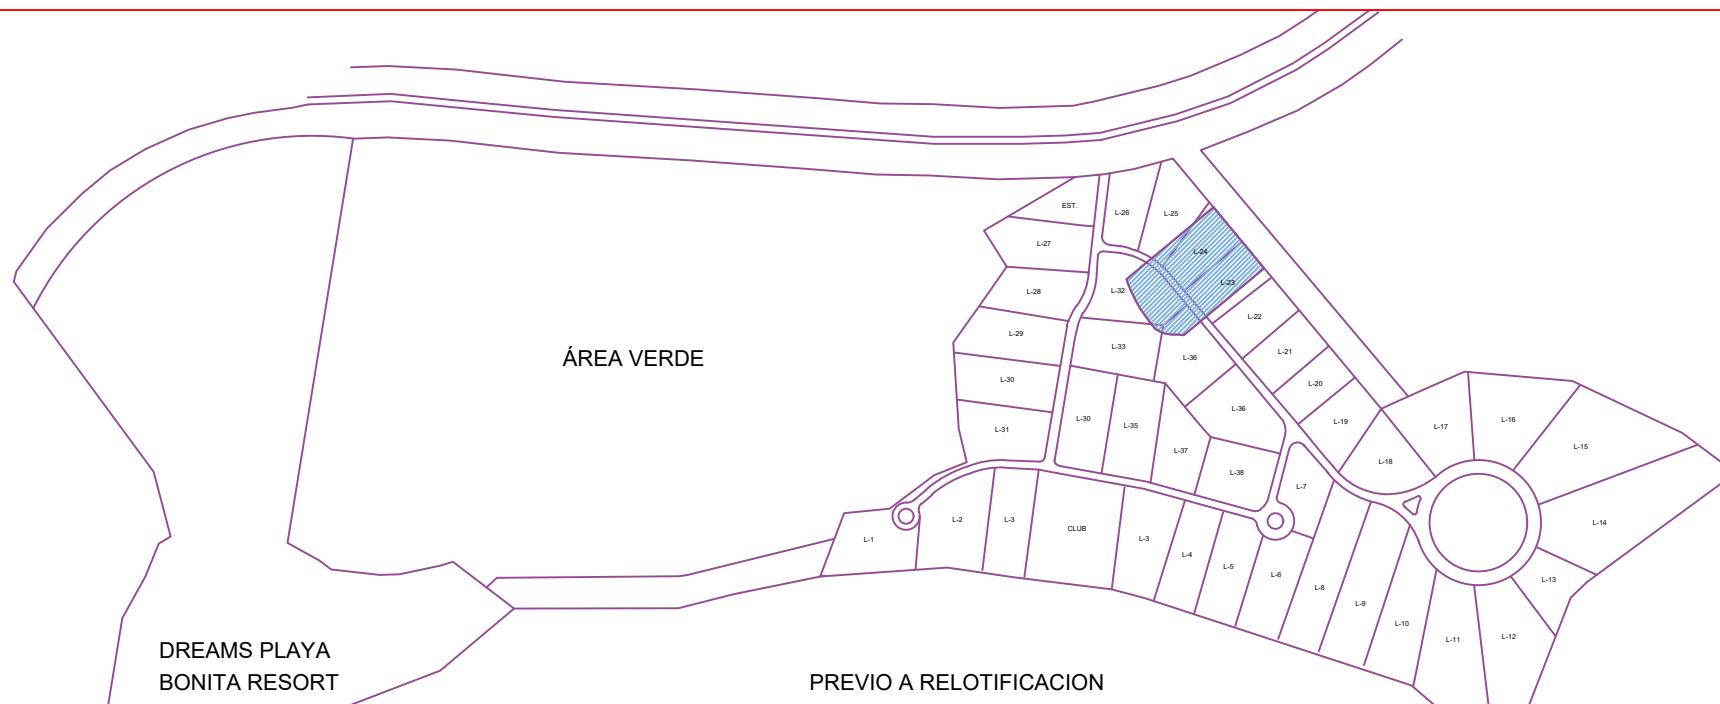 EST.
L-26
L-25
L-27
L-24
L-28
L-32
L-23
L-22
L-29
L-33
L-36
L-21
ÁREA VERDE
L-30
L-20
L-31
L-30
L-35
L-36
L-19
L-17
L-16
L-15
L-37
L-38
L-18
L-7
L-2
L-3
CLUB
L-1
L-3
L-4
L-5
L-6
L-8
L-9
L-10
L-11
L-12
L-13
L-14
DREAMS PLAYA
BONITA RESORT
PREVIO A RELOTIFICACION